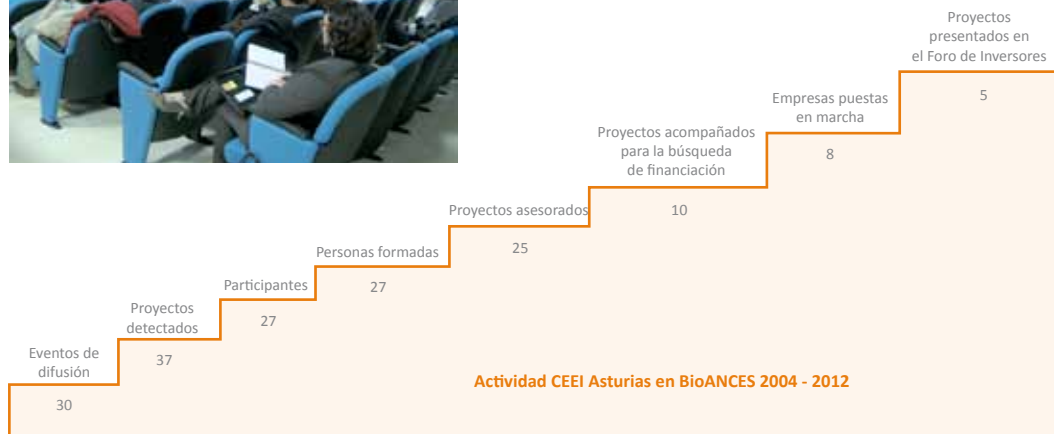 Eventos de
difusión
30
Proyectos
detectados
37
Participantes
27
Personas formadas
27
Proyectos asesorados
25
Proyectos acompañados
para la búsqueda
de financiación
10
Empresas puestas
en marcha
8
Proyectos
presentados en
el Foro de Inversores
5
Actividad CEEI Asturias en BioANCES 2004 - 2012